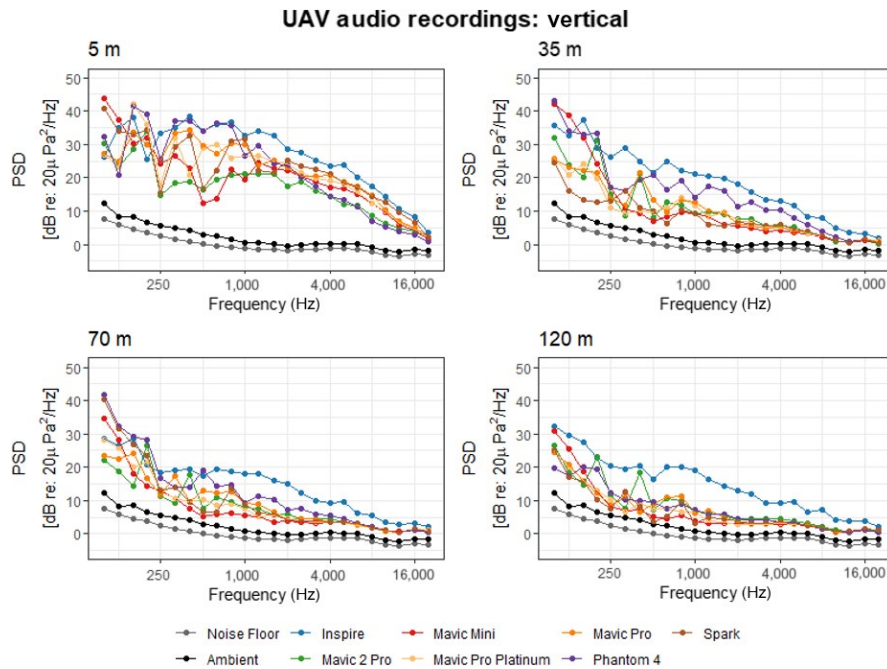 UAV audio recordings: vertical
5 m
35 m
PSD
[dB re: 20μ Pa²/Hz]
50
40
30
20
10
0
250
1,000
4,000
16,000
Frequency (Hz)
PSD
[dB re: 20μ Pa²/Hz]
50
40
30
20
10
0
250
1,000
4,000
16,000
Frequency (Hz)
70 m
120 m
PSD
[dB re: 20μ Pa²/Hz]
50
40
30
20
10
0
250
1,000
4,000
16,000
Frequency (Hz)
PSD
[dB re: 20μ Pa²/Hz]
50
40
30
20
10
0
250
1,000
4,000
16,000
Frequency (Hz)
Noise Floor Inspire Mavic Mini Mavic Pro Spark
Ambient Mavic 2 Pro Mavic Pro Platinum Phantom 4